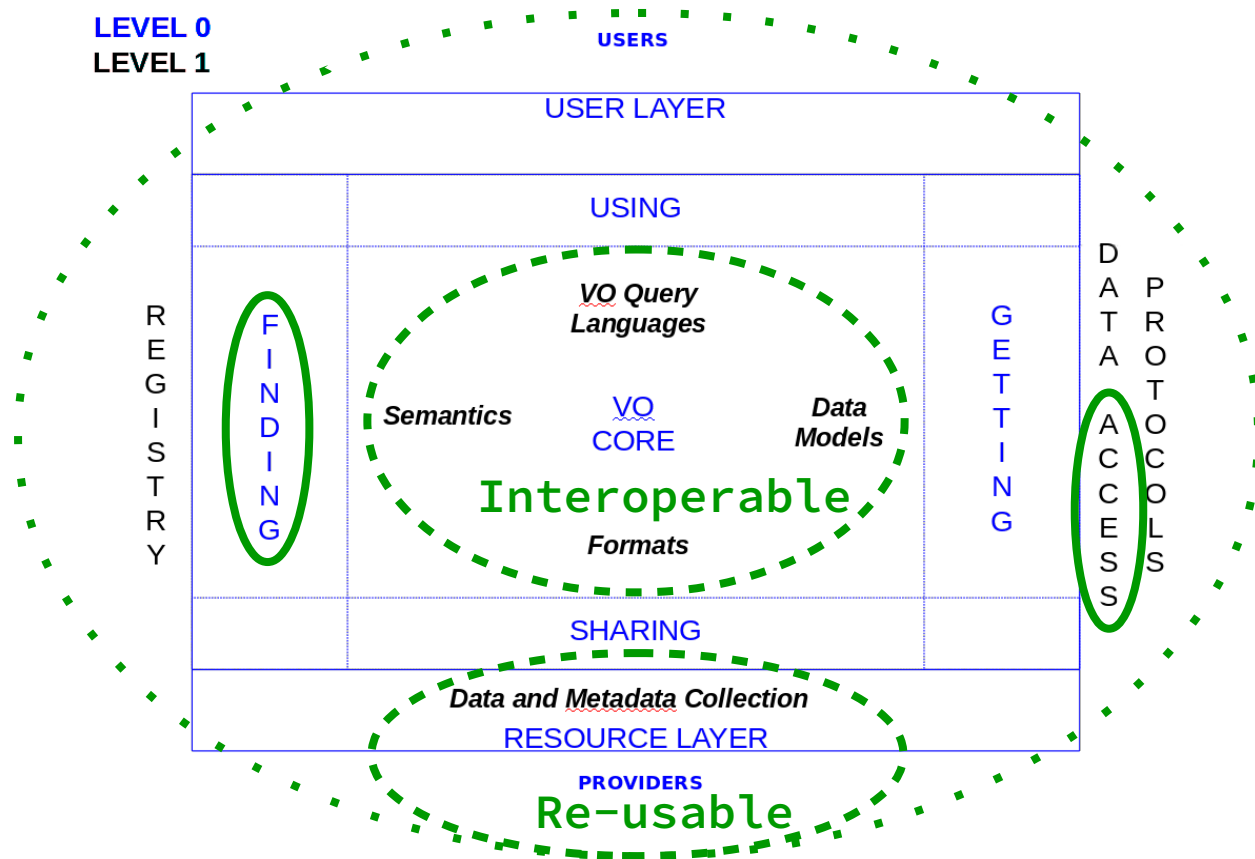 LEVEL 0
LEVEL 1
USERS
USER LAYER
USING
REGISTRY
FINDING
VO Query
Languages
Semantics
VO
CORE
Data
Models
Interoperable
Formats
GETTING
DATA ACCESS
PROTOCOLS
SHARING
Data and Metadata Collection
RESOURCE LAYER
PROVIDERS
Re-usable